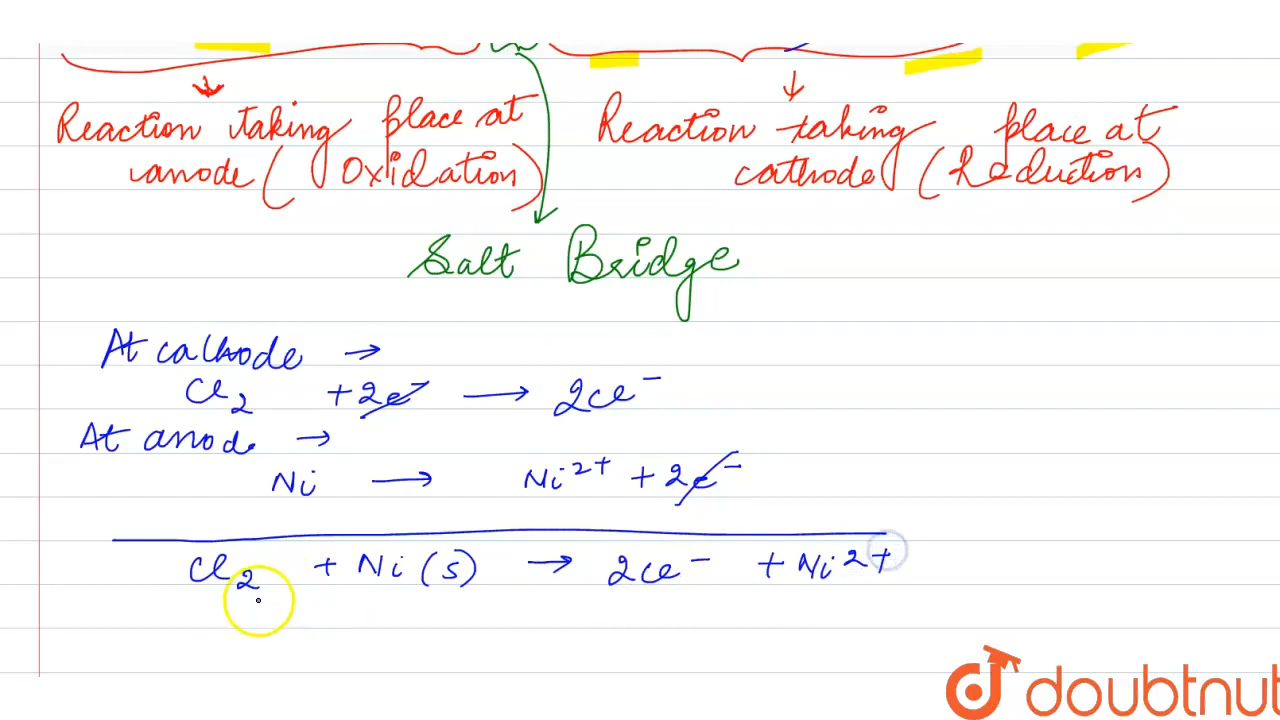 Reaction taking place at
anode (Oxidation)
Reaction taking place at
cathode (Reduction)
Salt Bridge
At cathode →
Cl₂ + 2e⁻ → 2Cl⁻
At anode →
Ni → Ni²⁺ + 2e⁻
Cl₂ + Ni (s) → 2Cl⁻ + Ni²⁺
doubtnut